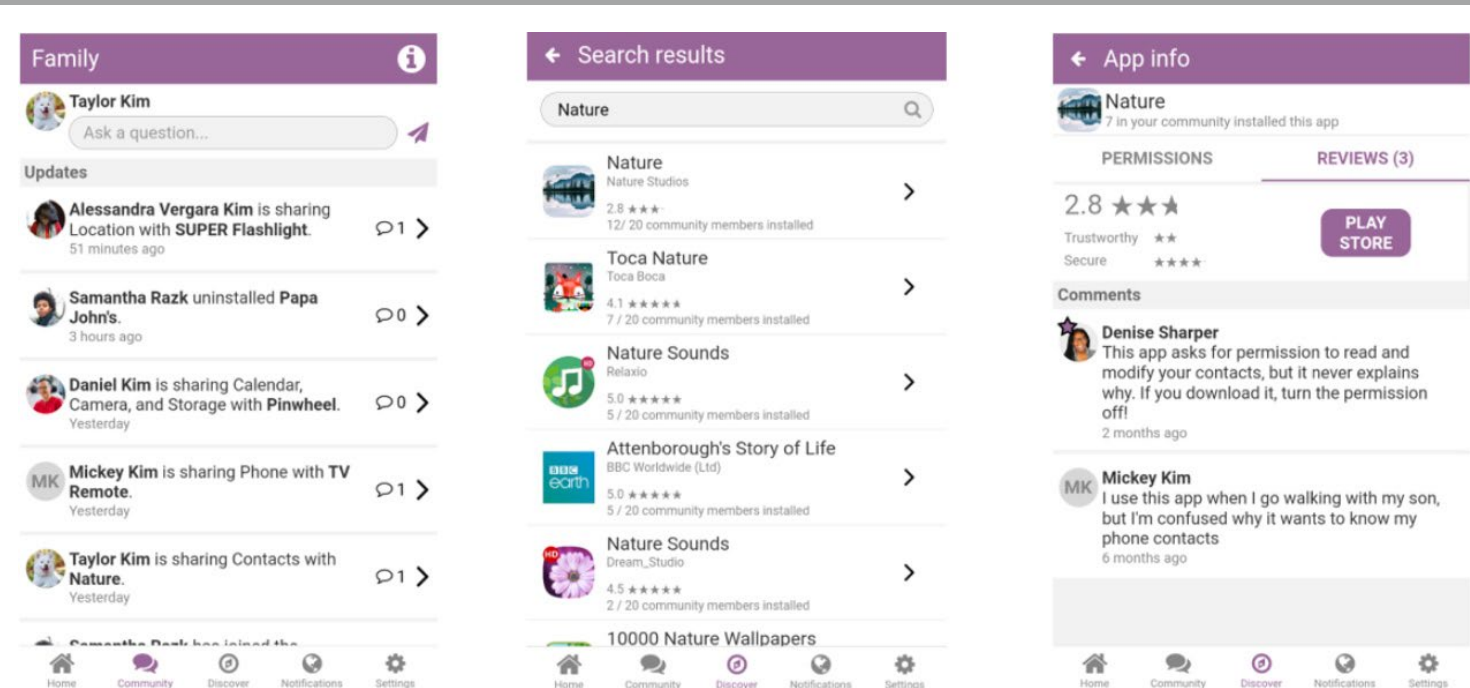 Family
Taylor Kim
Ask a question...
Updates
Alessandra Vergara Kim is sharing
Location with SUPER Flashlight.
51 minutes ago
1
Samantha Razk uninstalled Papa
John's.
3 hours ago
0
Daniel Kim is sharing Calendar,
Camera, and Storage with Pinwheel.
Yesterday
0
MK
Mickey Kim is sharing Phone with TV
Remote.
Yesterday
1
Taylor Kim is sharing Contacts with
Nature.
Yesterday
1
Samantha Razk has joined the
Home Community Discover Notifications Settings
Search results
Nature
Nature
Nature Studios
2.8
12/ 20 community members installed
Toca Nature
Toca Boca
4.1
7 / 20 community members installed
HD
Nature Sounds
Relaxio
5.0
5 / 20 community members installed
BBC
earth
Attenborough's Story of Life
BBC Worldwide (Ltd)
5.0
5 / 20 community members installed
HD
Nature Sounds
Dream_Studio
4.5
2 / 20 community members installed
10000 Nature Wallpapers
Home Community Discover Notifications Settings
App info
Nature
7 in your community installed this app
PERMISSIONS REVIEWS (3)
2.8
Trustworthy
Secure
PLAY
STORE
Comments
Denise Sharper
This app asks for permission to read and
modify your contacts, but it never explains
why. If you download it, turn the permission
off!
2 months ago
MK
Mickey Kim
I use this app when I go walking with my son,
but I'm confused why it wants to know my
phone contacts
6 months ago
Home Community Discover Notifications Settings